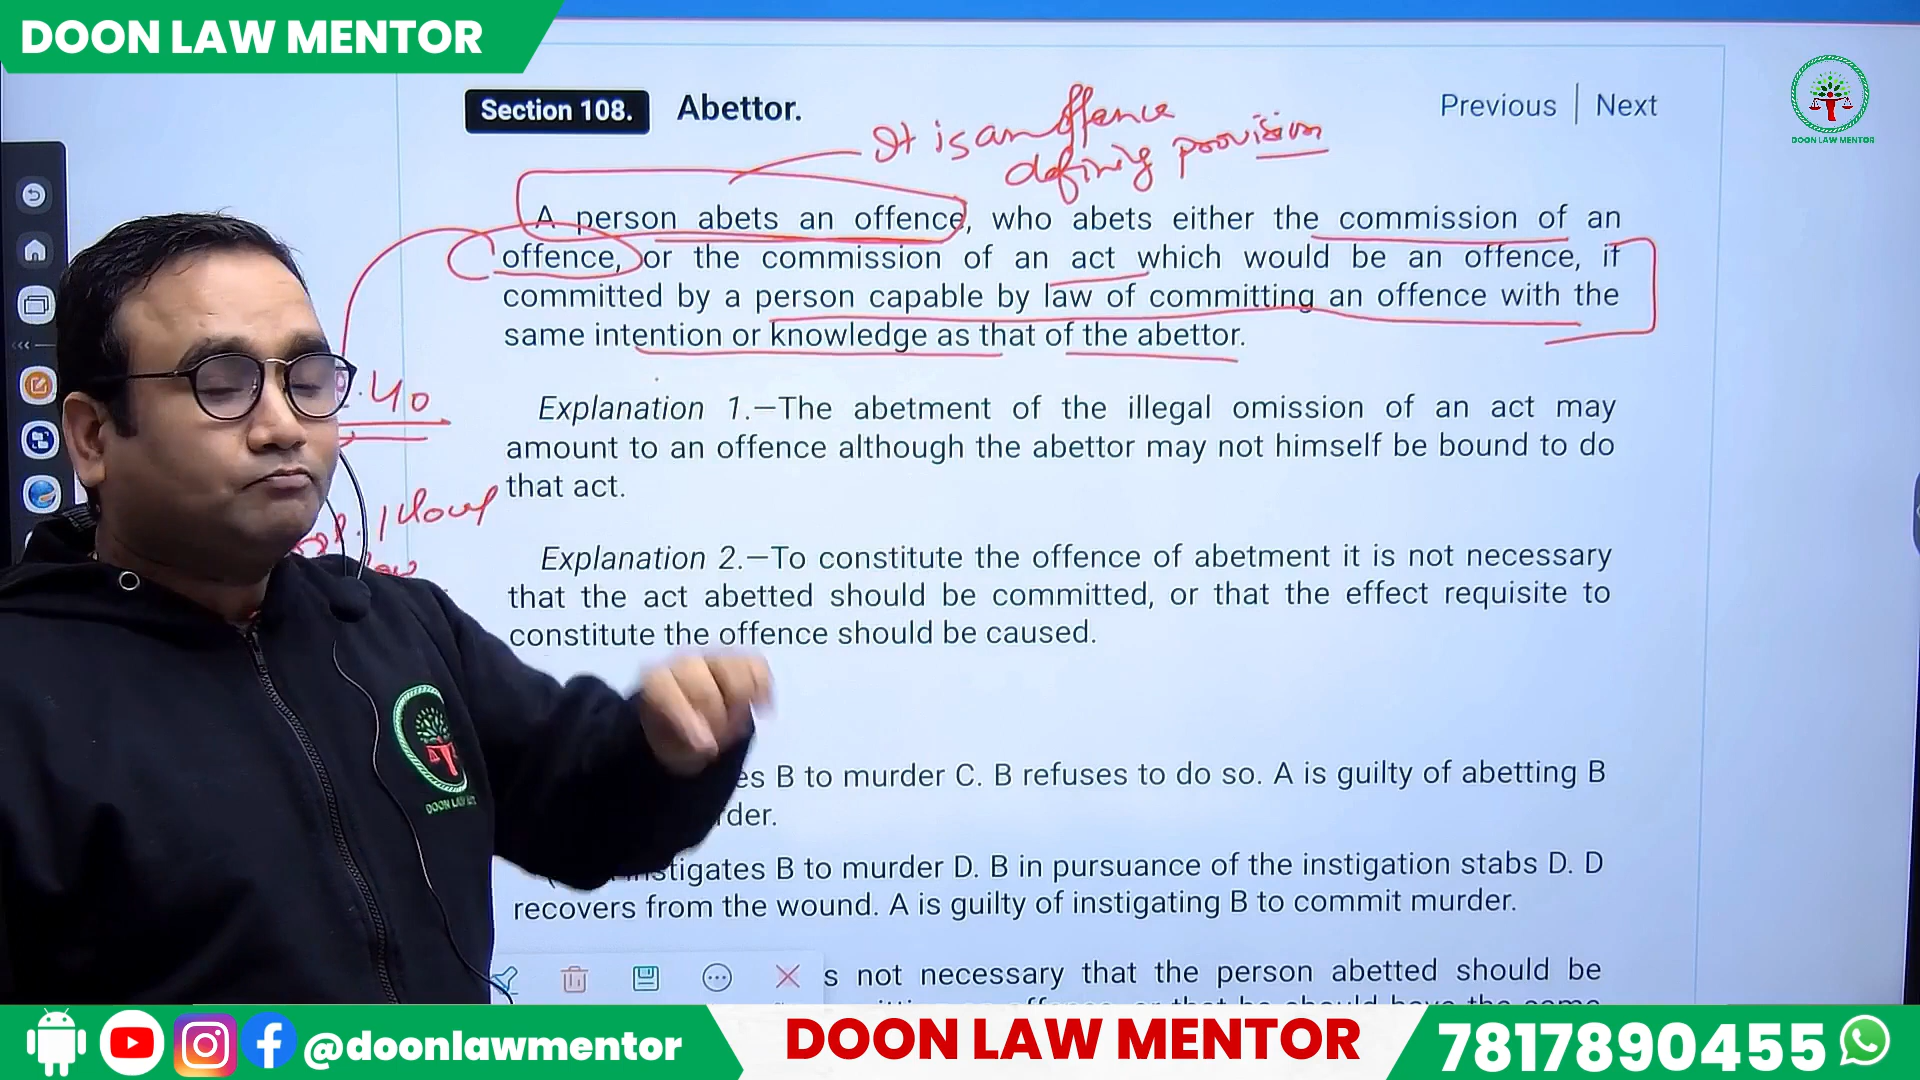 DOON LAW MENTOR
Section 108. Abettor.
Previous | Next
DOON LAW MENTOR
It is an offence
defining provision
A person abets an offence, who abets either the commission of an
offence, or the commission of an act which would be an offence, if
committed by a person capable by law of committing an offence with the
same intention or knowledge as that of the abettor.
40
Explanation 1.—The abetment of the illegal omission of an act may
amount to an offence although the abettor may not himself be bound to do
that act.
Explanation 2.—To constitute the offence of abetment it is not necessary
that the act abetted should be committed, or that the effect requisite to
constitute the offence should be caused.
es B to murder C. B refuses to do so. A is guilty of abetting B
rder.
stigates B to murder D. B in pursuance of the instigation stabs D. D
recovers from the wound. A is guilty of instigating B to commit murder.
s not necessary that the person abetted should be
DOON LAW
@doonlawmentor
DOON LAW MENTOR
7817890455